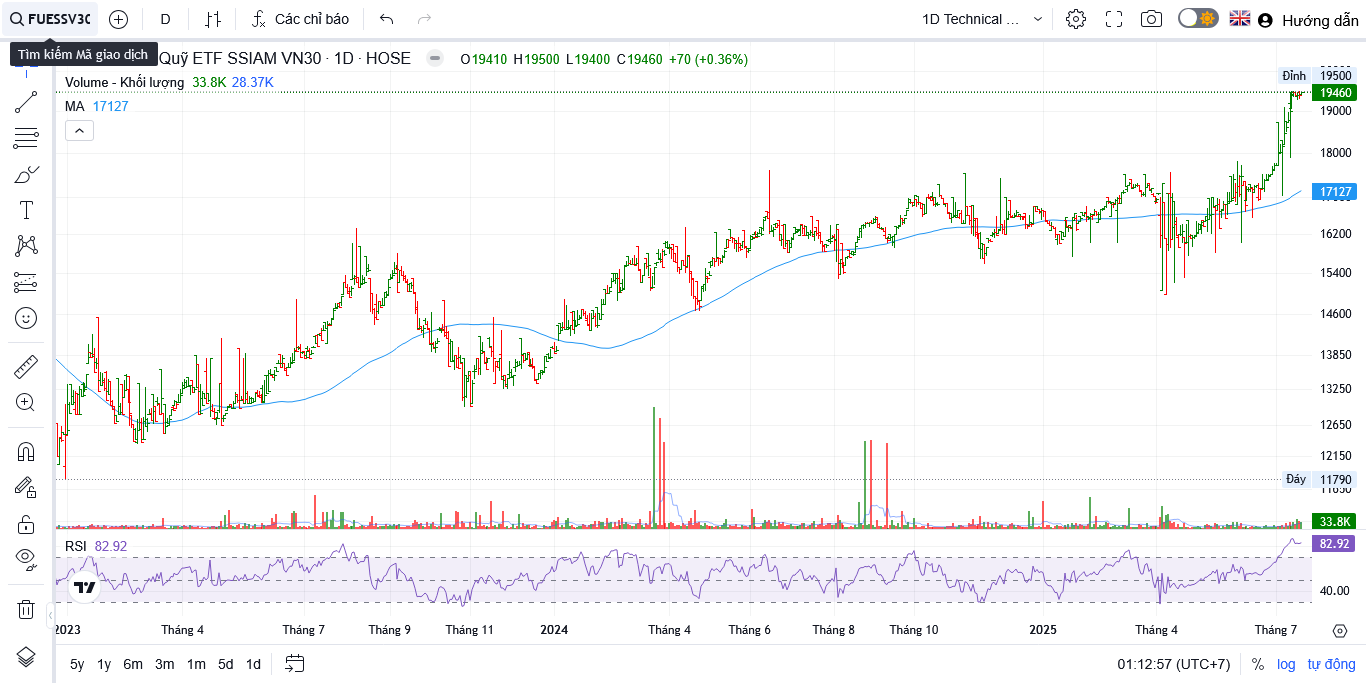 FUESSV30
D
Các chỉ báo
1D Technical ...
Hướng dẫn
Tìm kiếm Mã giao dịch
Quỹ ETF SSIAM VN30 · 1D · HOSE
O19410 H19500 L19400 C19460 +70 (+0.36%)
Volume - Khối lượng 33.8K 28.37K
MA 17127
Đỉnh 19500
19460
19000
18000
17127
16200
15400
14600
13850
13250
12650
12150
Đáy 11790
11650
33.8K
RSI 82.92
82.92
40.00
2023 Tháng 4 Tháng 7 Tháng 9 Tháng 11 2024 Tháng 4 Tháng 6 Tháng 8 Tháng 10 2025 Tháng 4 Tháng 7
5y 1y 6m 3m 1m 5d 1d
01:12:57 (UTC+7) % log tự động